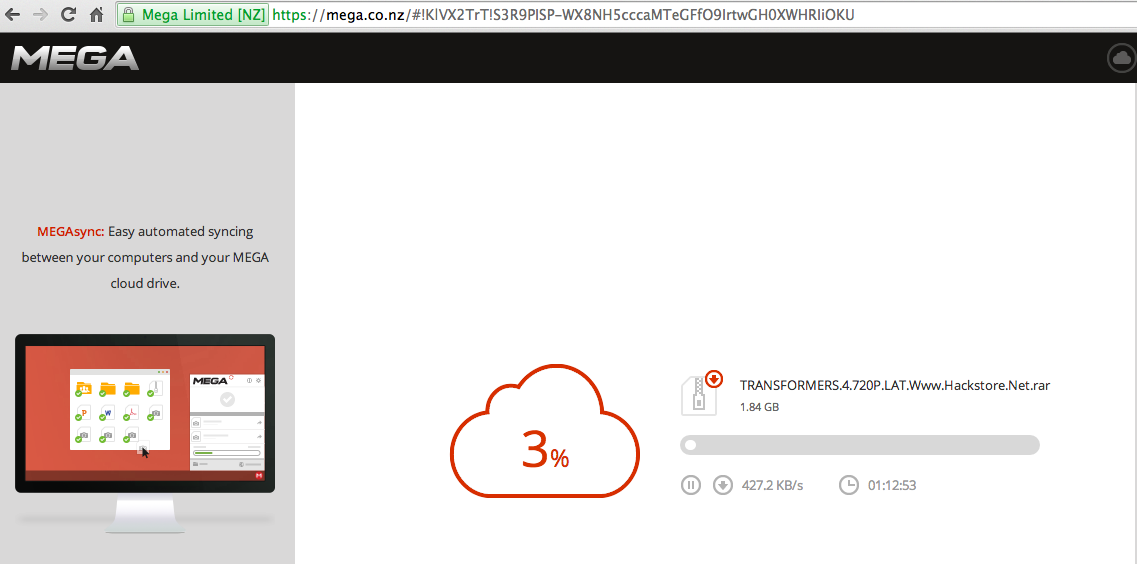 Mega Limited [NZ] https://mega.co.nz/#!KlVX2TrT!S3R9PlSP-WX8NH5cccaMTeGFfO9IrtwGH0XWHRIiOKU
MEGA
MEGAsync: Easy automated syncing
between your computers and your MEGA
cloud drive.
MEGA
P
W
3%
TRANSFORMERS.4.720P.LAT.Www.Hackstore.Net.rar
1.84 GB
427.2 KB/s
01:12:53